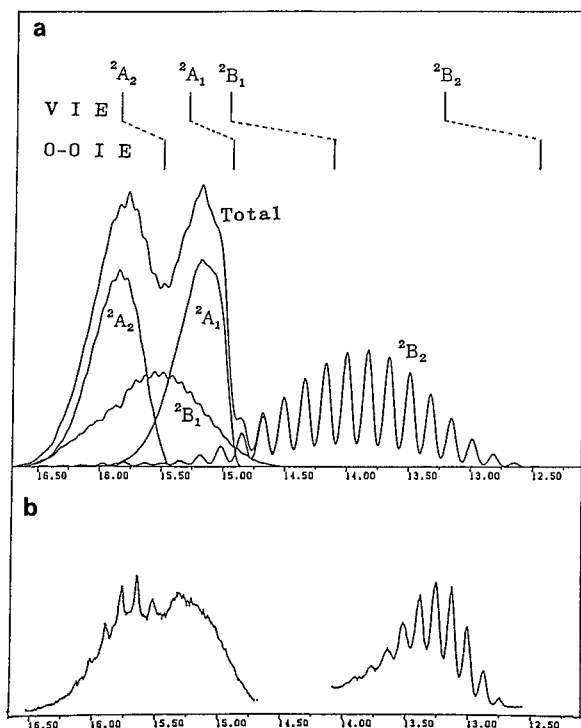 a
²A₂ ²A₁ ²B₁ ²B₂
V I E
O-O I E
Total
²A₂ ²A₁ ²B₂
²B₁
16.50 16.00 15.50 15.00 14.50 14.00 13.50 13.00 12.50
b
16.50 16.00 15.50 15.00 14.50 14.00 13.50 13.00 12.50